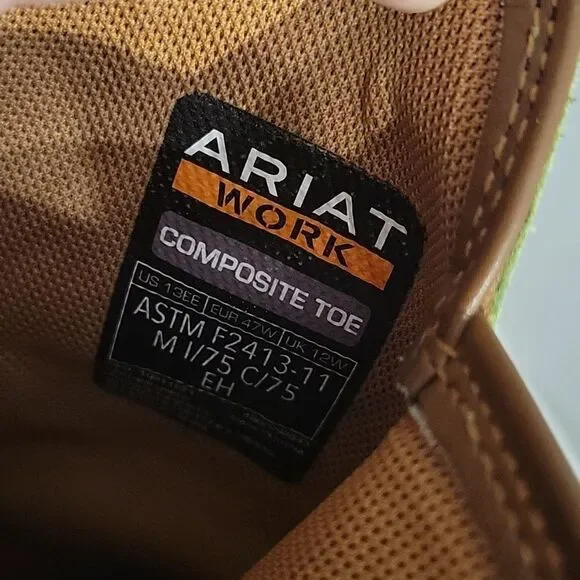 ARIAT
WORK
COMPOSITE TOE
US 13EE EUR 47W UK 12W
ASTM F2413-11
M I/75 C/75
EH